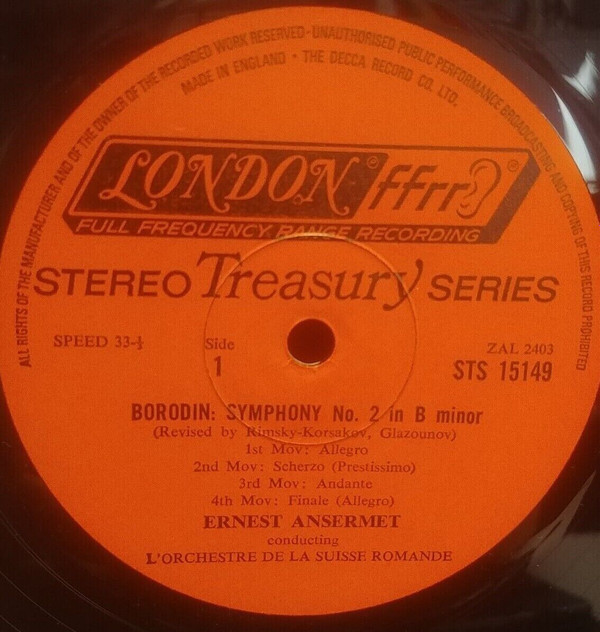 ALL RIGHTS OF THE MANUFACTURER AND OF THE OWNER OF THE RECORDED WORK RESERVED·UNAUTHORISED PUBLIC PERFORMANCE BROADCASTING AND COPYING OF THIS RECORD PROHIBITED
MADE IN ENGLAND · THE DECCA RECORD CO. LTD.
LONDON ® ffrr ®
FULL FREQUENCY RANGE RECORDING
STEREO Treasury SERIES
SPEED 33-⅓ Side ZAL 2403
1 STS 15149
BORODIN: SYMPHONY No. 2 in B minor
(Revised by Rimsky-Korsakov, Glazounov)
1st Mov: Allegro
2nd Mov: Scherzo (Prestissimo)
3rd Mov: Andante
4th Mov: Finale (Allegro)
ERNEST ANSERMET
conducting
L'ORCHESTRE DE LA SUISSE ROMANDE